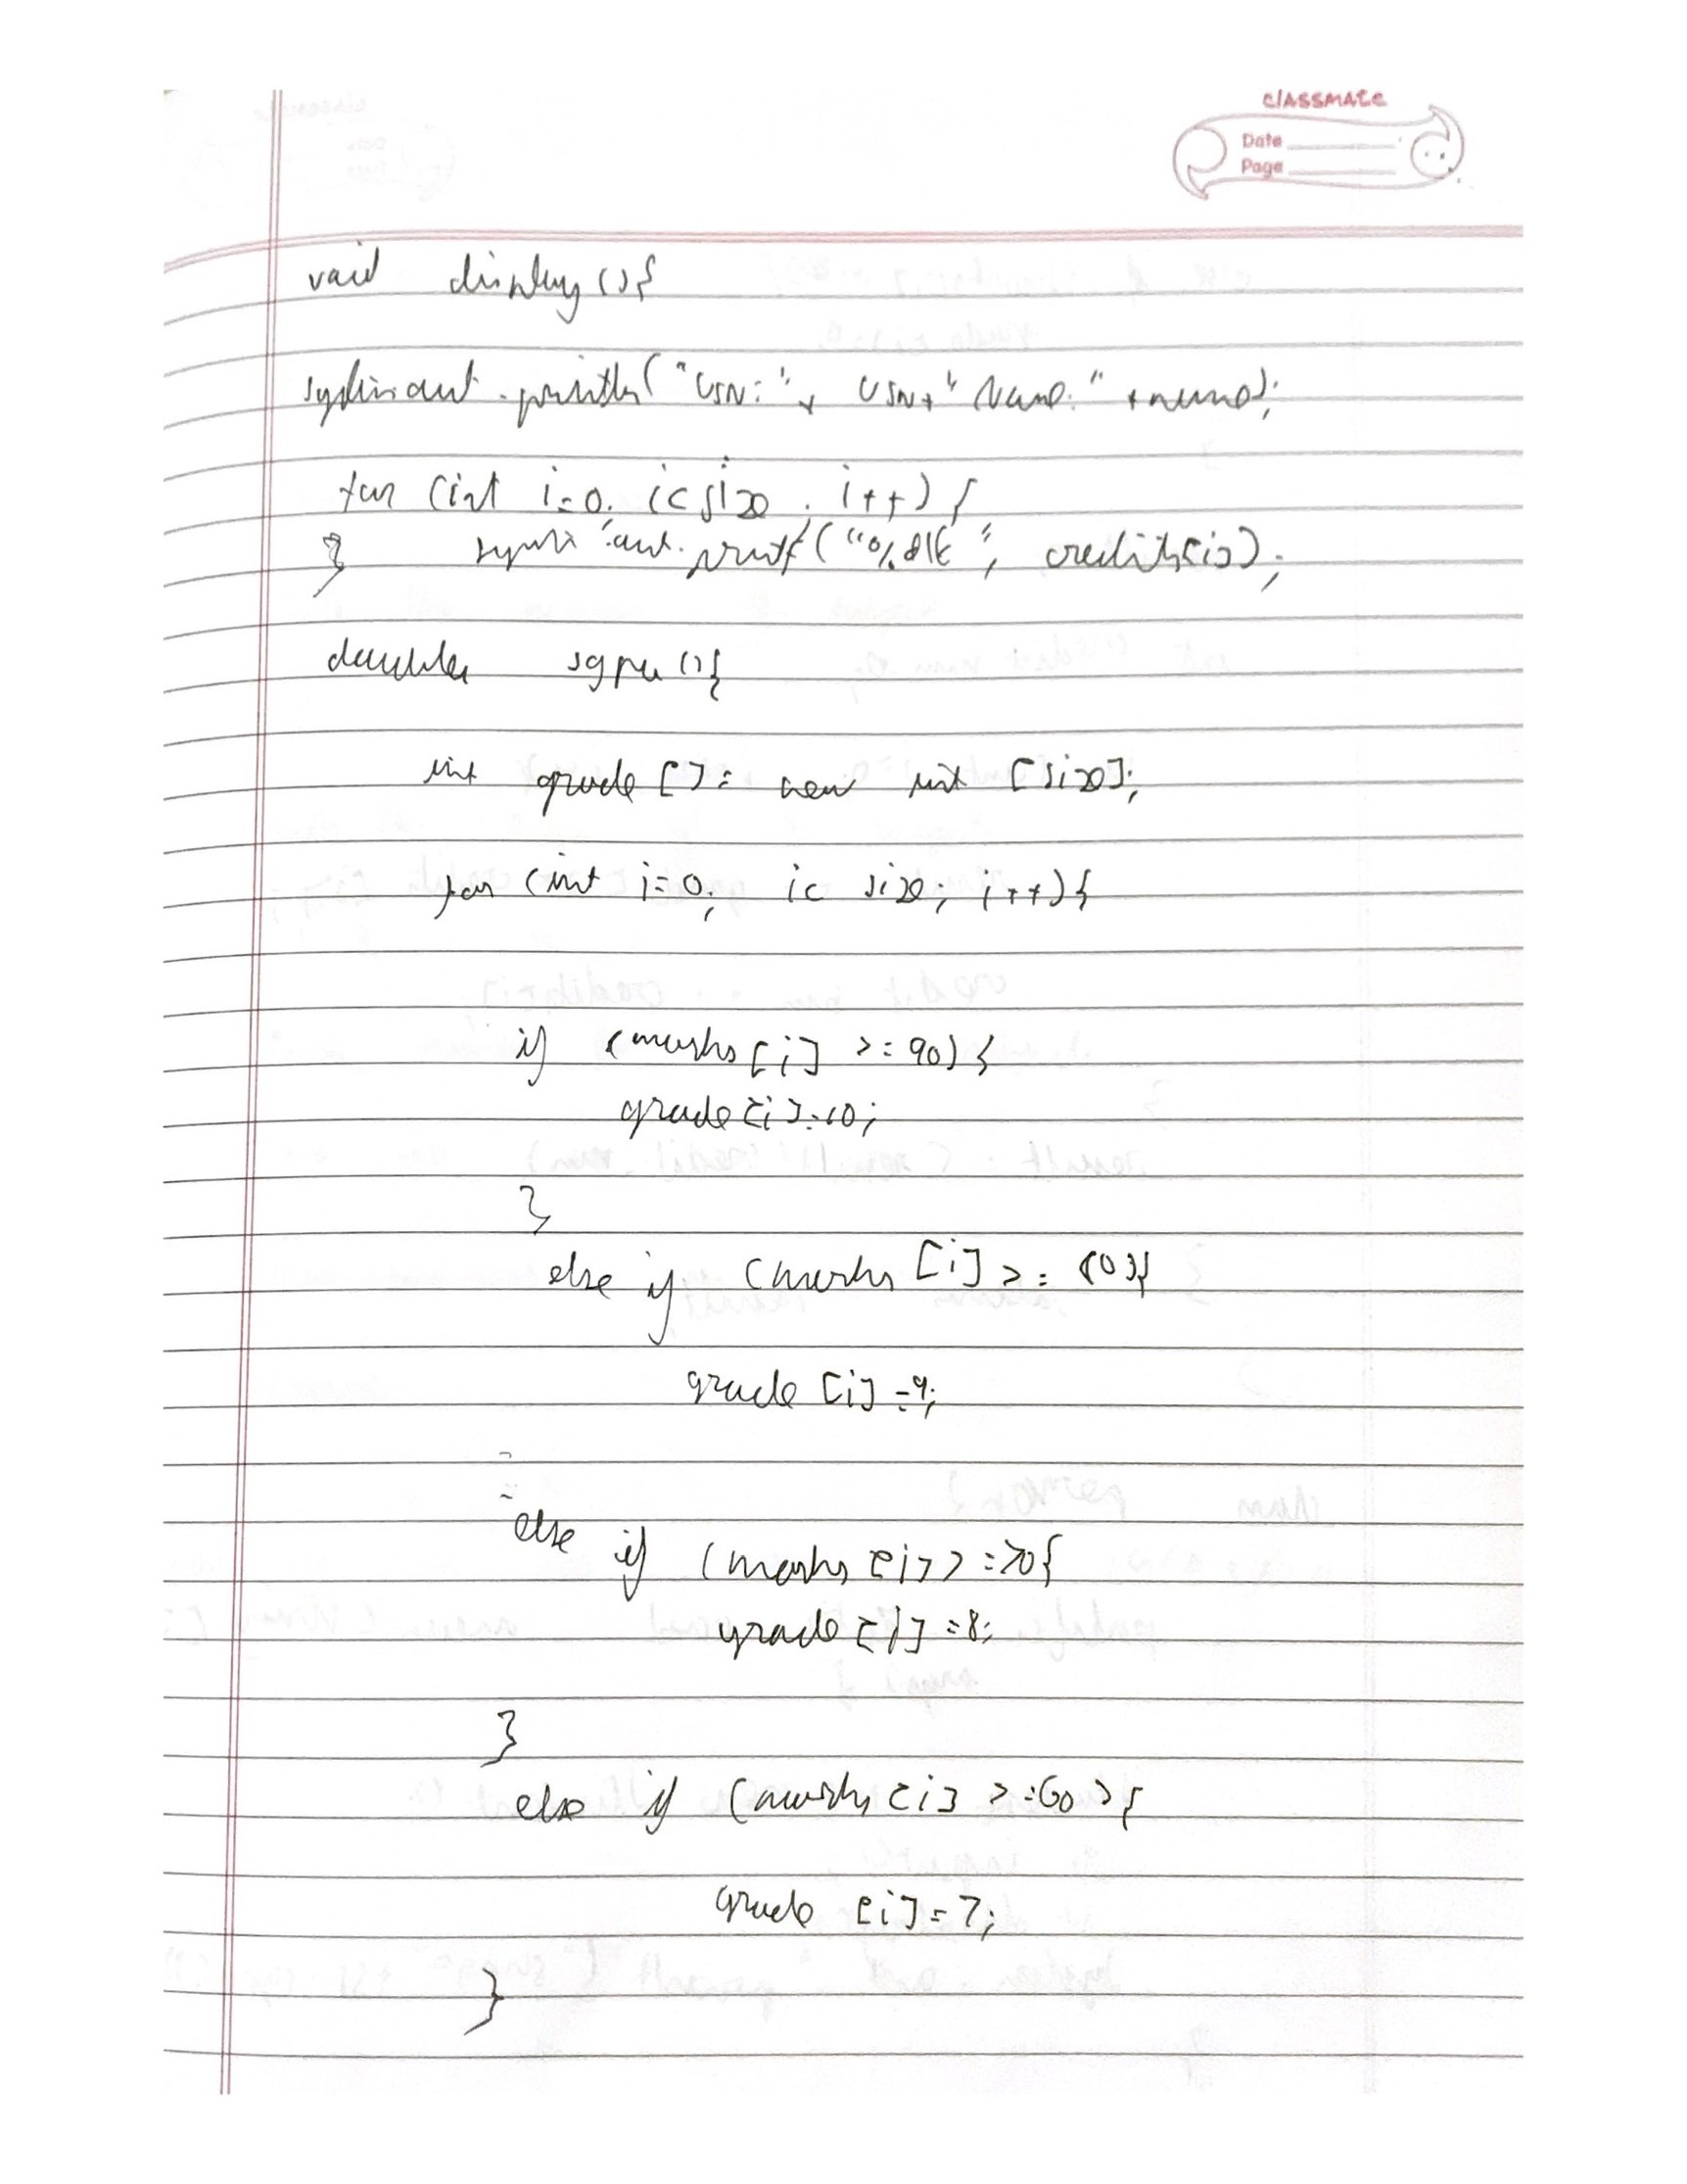 classmate
Date
Page
void display (){
system.out.println("USN:"+ USN+" Name:" +name);
for (int i=0; i<size; i++) {
} system.out.printf("%d\t", credits[i]);
double sgpa (){
int grade []= new int [size];
for (int i=0; i< size; i++){
if (marks[i] >=90) {
grade[i]=10;
}
else if (marks [i] >= 80){
grade [i] =9;
else if (marks [i]>=70{
grade [i] =8;
}
else if (marks [i] >=60){
grade [i]=7;
}